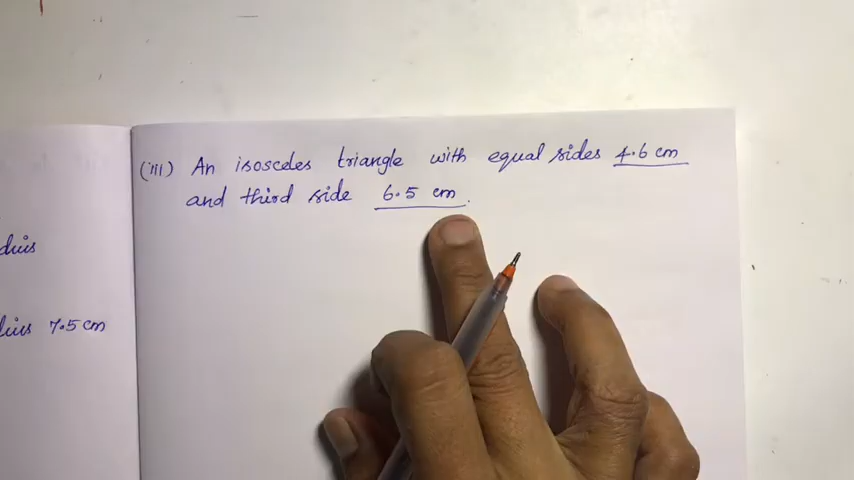 (iii) An isosceles triangle with equal sides 4.6 cm
and third side 6.5 cm.
7.5 cm